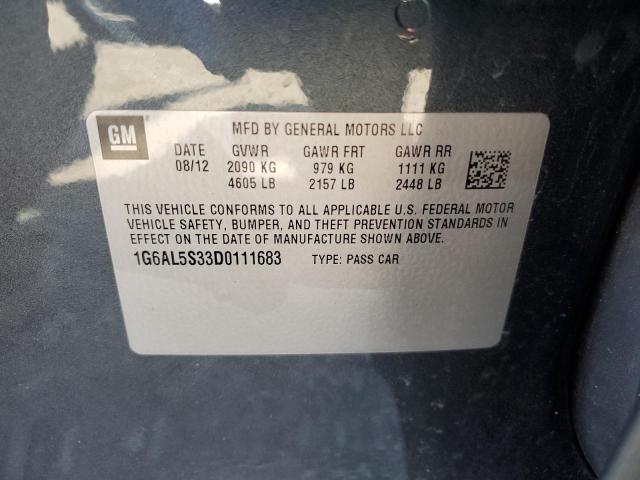 GM
MFD BY GENERAL MOTORS LLC
DATE GVWR GAWR FRT GAWR RR
08/12 2090 KG 979 KG 1111 KG
4605 LB 2157 LB 2448 LB
THIS VEHICLE CONFORMS TO ALL APPLICABLE U.S. FEDERAL MOTOR
VEHICLE SAFETY, BUMPER, AND THEFT PREVENTION STANDARDS IN
EFFECT ON THE DATE OF MANUFACTURE SHOWN ABOVE.
1G6AL5S33D0111683 TYPE: PASS CAR